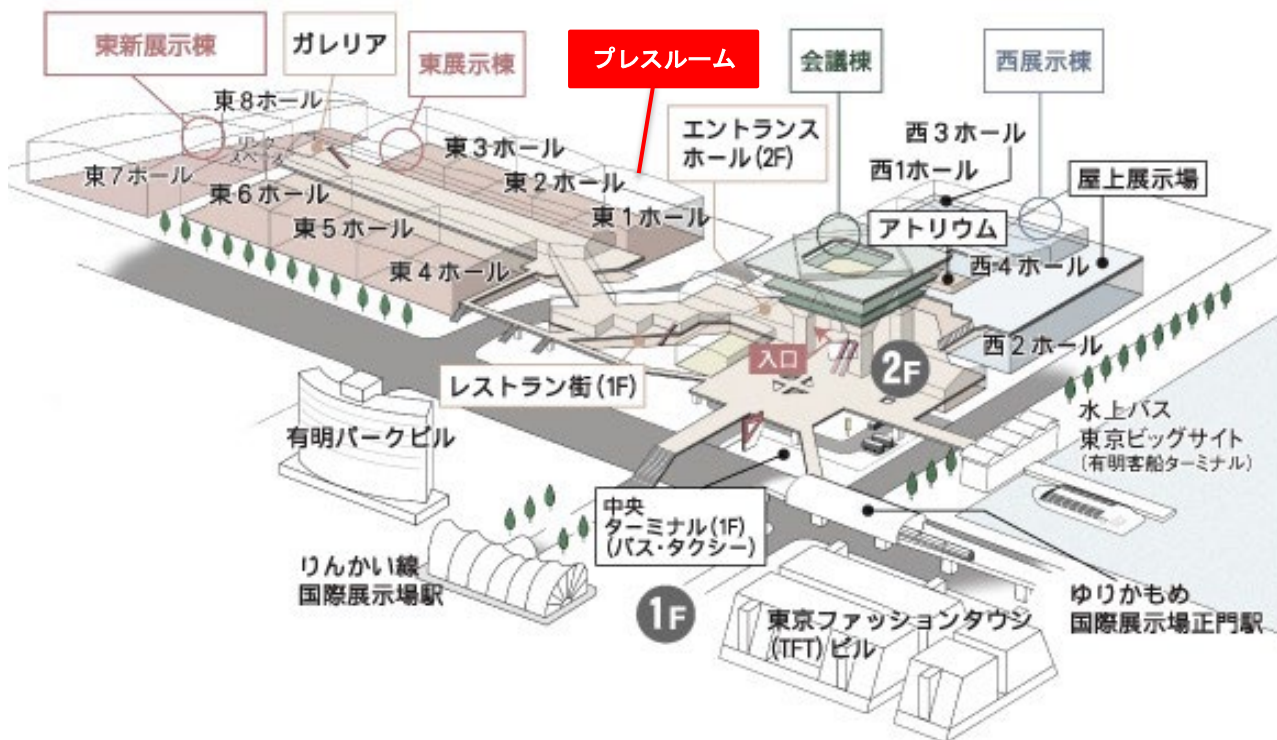 東新展示棟
ガレリア
東展示棟
プレスルーム
会議棟
西展示棟
東8ホール
リンク
スペース
東7ホール
東6ホール
東5ホール
東4ホール
東3ホール
東2ホール
東1ホール
エントランス
ホール(2F)
西3ホール
西1ホール
屋上展示場
アトリウム
西4ホール
西2ホール
入口
2F
レストラン街(1F)
有明パークビル
水上バス
東京ビッグサイト
(有明客船ターミナル)
中央
ターミナル(1F)
(バス・タクシー)
りんかい線
国際展示場駅
1F
東京ファッションタウン
(TFT)ビル
ゆりかもめ
国際展示場正門駅